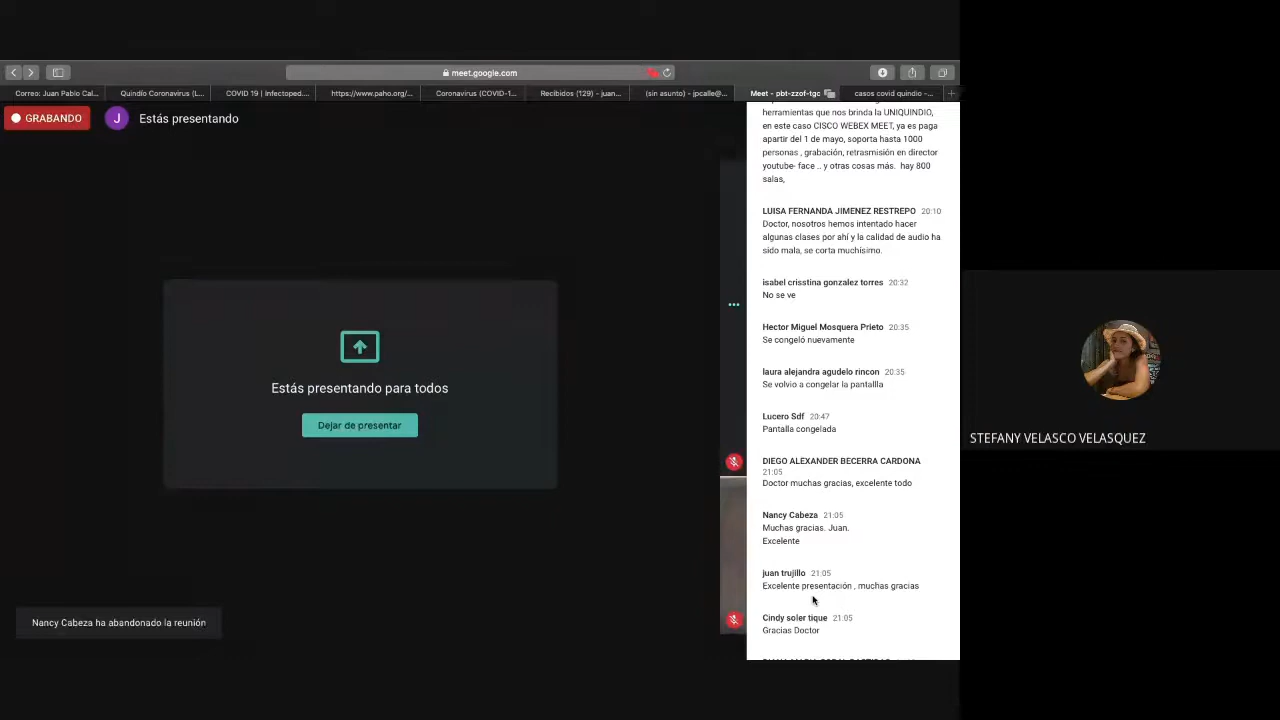 meet.google.com
Correo: Juan Pablo Cal...
Quindío Coronavirus (L...
COVID 19 | Infectoped....
https://www.paho.org/...
Coronavirus (COVID-1...
Recibidos (129) - juan...
(sin asunto) - jpcalle@...
Meet - pbt-zzof-tgc
casos covid quindio -...
GRABANDO
J
Estás presentando
herramientas que nos brinda la UNIQUINDIO,
en este caso CISCO WEBEX MEET, ya es paga
apartir del 1 de mayo, soporta hasta 1000
personas , grabación, retrasmisión en director
youtube- face .. y otras cosas más.  hay 800
salas,
LUISA FERNANDA JIMENEZ RESTREPO 20:10
Doctor, nosotros hemos intentado hacer
algunas clases por ahí y la calidad de audio ha
sido mala, se corta muchísimo.
isabel crisstina gonzalez torres 20:32
No se ve
Hector Miguel Mosquera Prieto 20:35
Se congeló nuevamente
laura alejandra agudelo rincon 20:35
Se volvio a congelar la pantallla
Lucero Sdf 20:47
Pantalla congelada
DIEGO ALEXANDER BECERRA CARDONA
21:05
Doctor muchas gracias, excelente todo
Nancy Cabeza 21:05
Muchas gracias. Juan.
Excelente
juan trujillo 21:05
Excelente presentación , muchas gracias
Cindy soler tique 21:05
Gracias Doctor
Estás presentando para todos
Dejar de presentar
Nancy Cabeza ha abandonado la reunión
STEFANY VELASCO VELASQUEZ